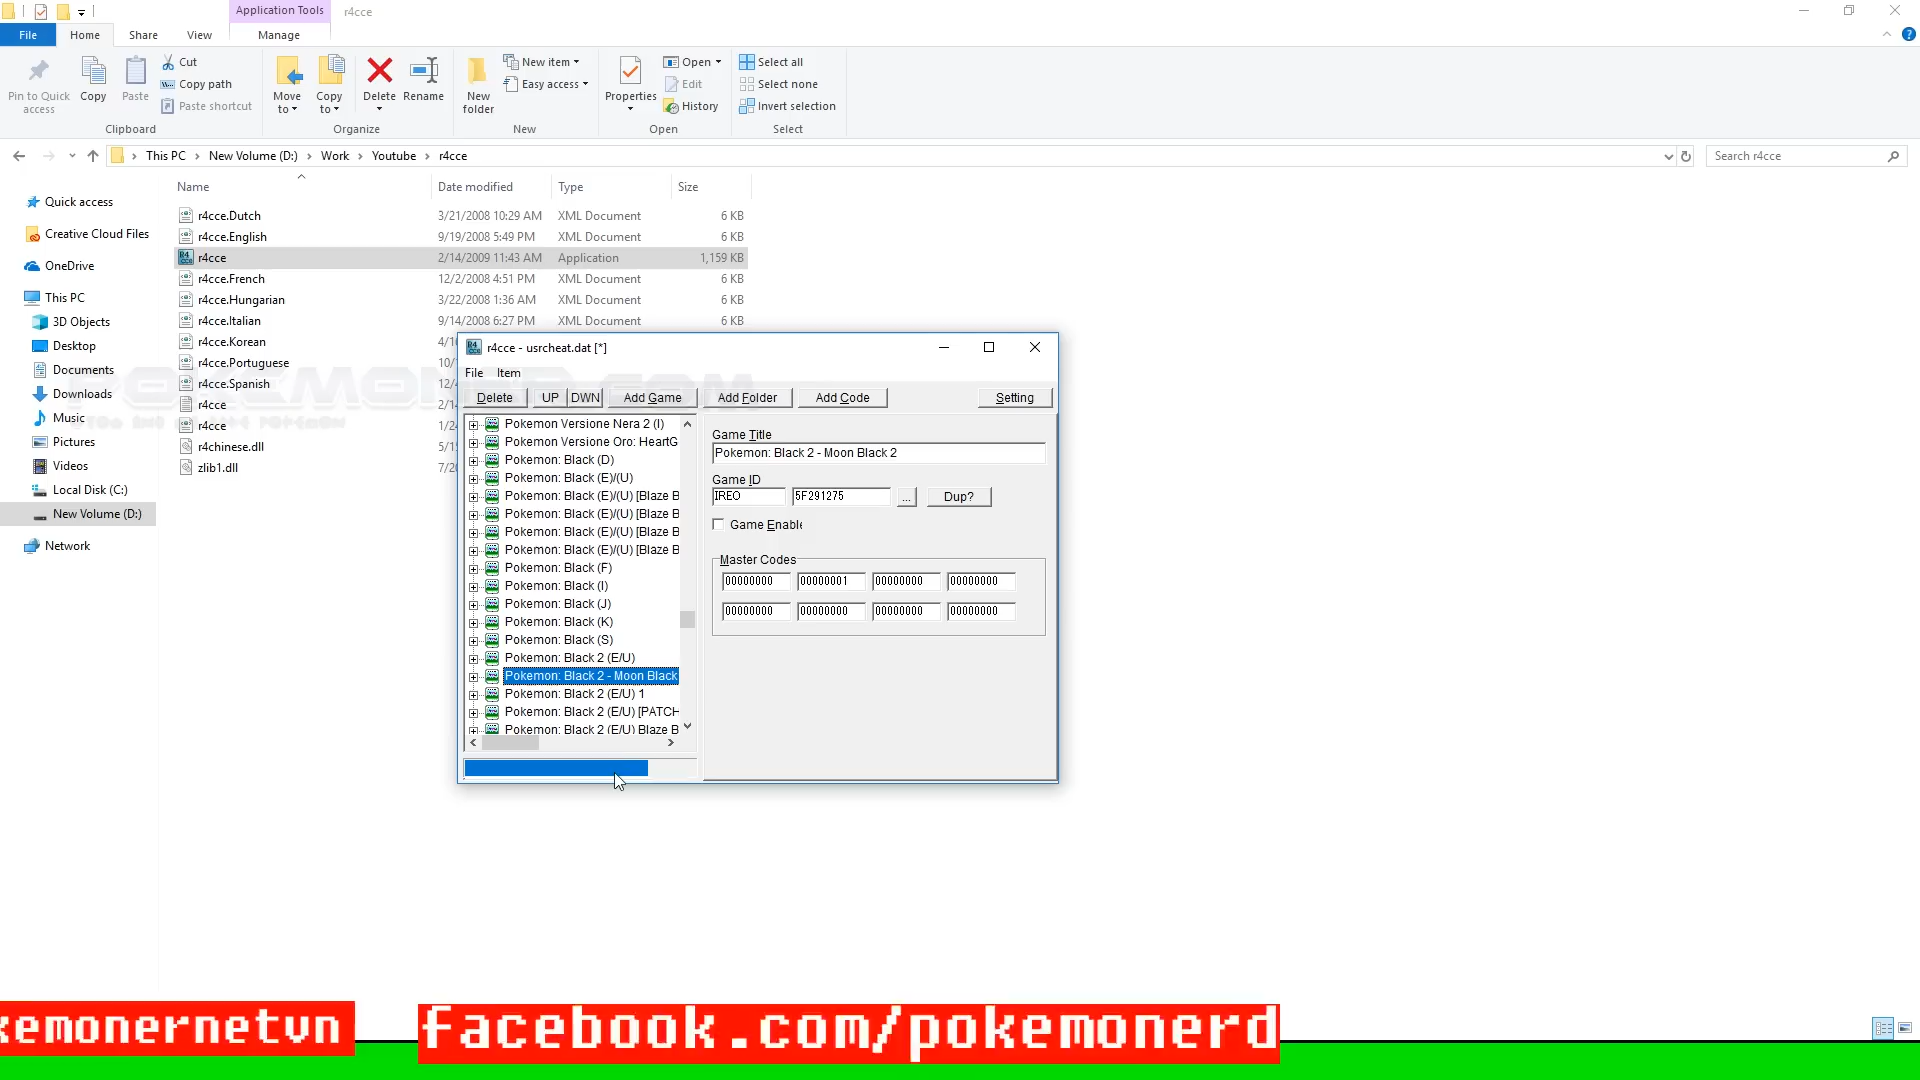 Application Tools
r4cce
File
Home
Share
View
Manage
Pin to Quick
access
Copy
Paste
Cut
Copy path
Paste shortcut
Clipboard
Move
to
Copy
to
Delete
Rename
Organize
New
folder
New item
Easy access
New
Properties
Open
Edit
History
Open
Select all
Select none
Invert selection
Select
This PC > New Volume (D:) > Work > Youtube > r4cce
Search r4cce
Name
Date modified
Type
Size
r4cce.Dutch 3/21/2008 10:29 AM XML Document 6 KB
r4cce.English 9/19/2008 5:49 PM XML Document 6 KB
r4cce 2/14/2009 11:43 AM Application 1,159 KB
r4cce.French 12/2/2008 4:51 PM XML Document 6 KB
r4cce.Hungarian 3/22/2008 1:36 AM XML Document 6 KB
r4cce.Italian 9/14/2008 6:27 PM XML Document 6 KB
r4cce.Korean 4/1
r4cce.Portuguese 10/
r4cce.Spanish 12/
r4cce 2/1
r4cce 1/2
r4chinese.dll 5/1
zlib1.dll 7/2
Quick access
Creative Cloud Files
OneDrive
This PC
3D Objects
Desktop
Documents
Downloads
Music
Pictures
Videos
Local Disk (C:)
New Volume (D:)
Network
r4cce - usrcheat.dat [*]
File
Item
Delete
UP
DWN
Add Game
Add Folder
Add Code
Setting
Pokemon Versione Nera 2 (I)
Pokemon Versione Oro: HeartG
Pokemon: Black (D)
Pokemon: Black (E)/(U)
Pokemon: Black (E)/(U) [Blaze B
Pokemon: Black (E)/(U) [Blaze B
Pokemon: Black (E)/(U) [Blaze B
Pokemon: Black (E)/(U) [Blaze B
Pokemon: Black (F)
Pokemon: Black (I)
Pokemon: Black (J)
Pokemon: Black (K)
Pokemon: Black (S)
Pokemon: Black 2 (E/U)
Pokemon: Black 2 - Moon Black
Pokemon: Black 2 (E/U) 1
Pokemon: Black 2 (E/U) [PATCH
Pokemon: Black 2 (E/U) Blaze B
Game Title
Pokemon: Black 2 - Moon Black 2
Game ID
IREO
5F291275
...
Dup?
Game Enable
Master Codes
00000000 00000001 00000000 00000000
00000000 00000000 00000000 00000000
kemonernetvn
facebook.com/pokemonerd